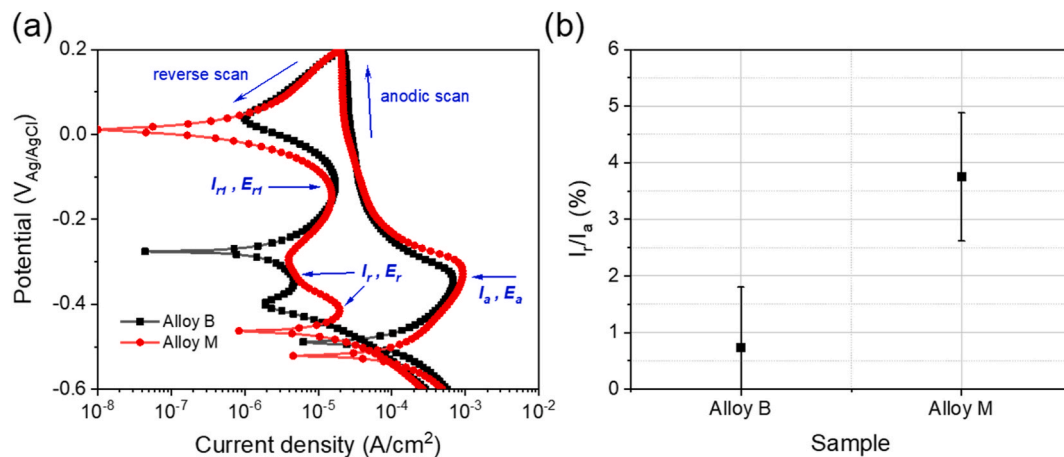 (a)
0.2
0.0
-0.2
-0.4
-0.6
Potential (V Ag/AgCl)
reverse scan
anodic scan
Ir1 , Er1
Ir , Er
Ia , Ea
Alloy B
Alloy M
10-8
10-7
10-6
10-5
10-4
10-3
10-2
Current density (A/cm2)
(b)
6
5
4
3
2
1
0
Ir/Ia (%)
Alloy B
Alloy M
Sample